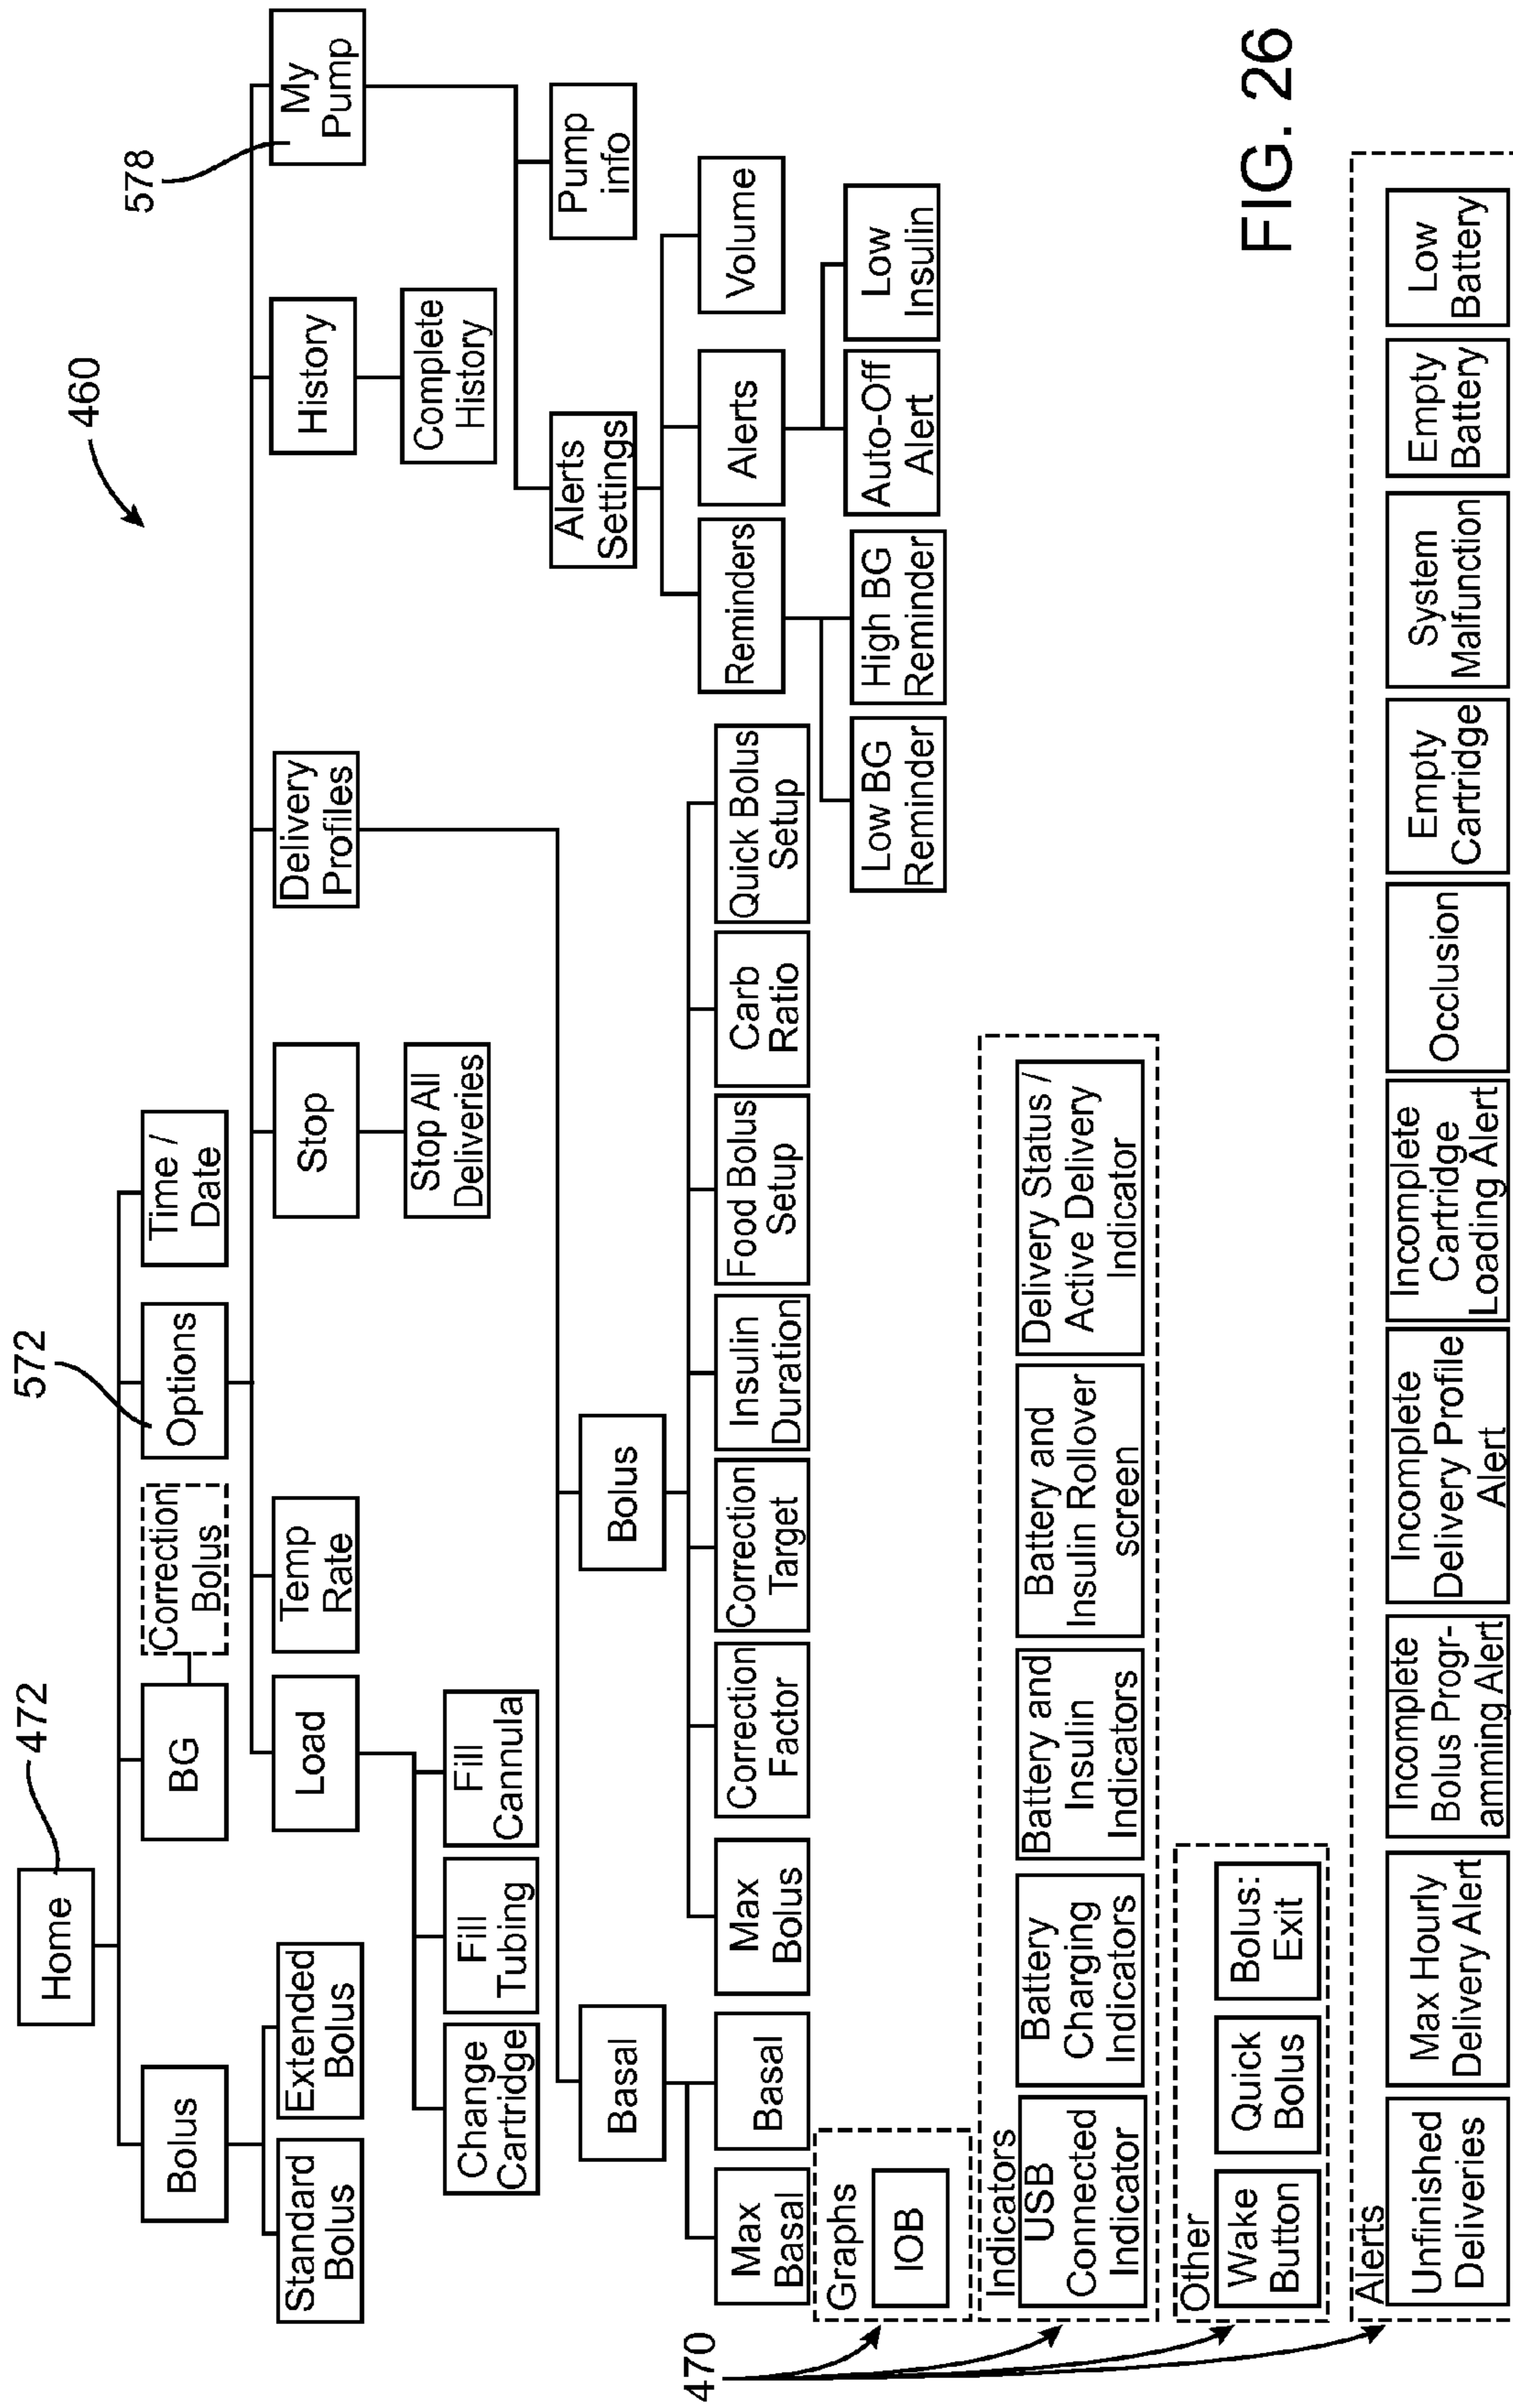 460
472
Home
572
578
Bolus
BG
Correction
Bolus
Options
Time /
Date
Standard
Bolus
Extended
Bolus
Load
Temp
Rate
Stop
Delivery
Profiles
History
My
Pump
Change
Cartridge
Fill
Tubing
Fill
Cannula
Stop All
Deliveries
Complete
History
Basal
Bolus
Alerts
Settings
Pump
info
Max
Basal
Basal
Max
Bolus
Correction
Factor
Correction
Target
Insulin
Duration
Food Bolus
Setup
Carb
Ratio
Quick Bolus
Setup
Reminders
Alerts
Volume
Low BG
Reminder
High BG
Reminder
Auto-Off
Alert
Low
Insulin
470
Graphs
IOB
Indicators
USB
Connected
Indicator
Battery
Charging
Indicators
Battery and
Insulin
Indicators
Battery and
Insulin Rollover
screen
Delivery Status /
Active Delivery
Indicator
Other
Wake
Button
Quick
Bolus
Bolus:
Exit
Alerts
Unfinished
Deliveries
Max Hourly
Delivery Alert
Incomplete
Bolus Progr-
amming Alert
Incomplete
Delivery Profile
Alert
Incomplete
Cartridge
Loading Alert
Occlusion
Empty
Cartridge
System
Malfunction
Empty
Battery
Low
Battery
FIG. 26